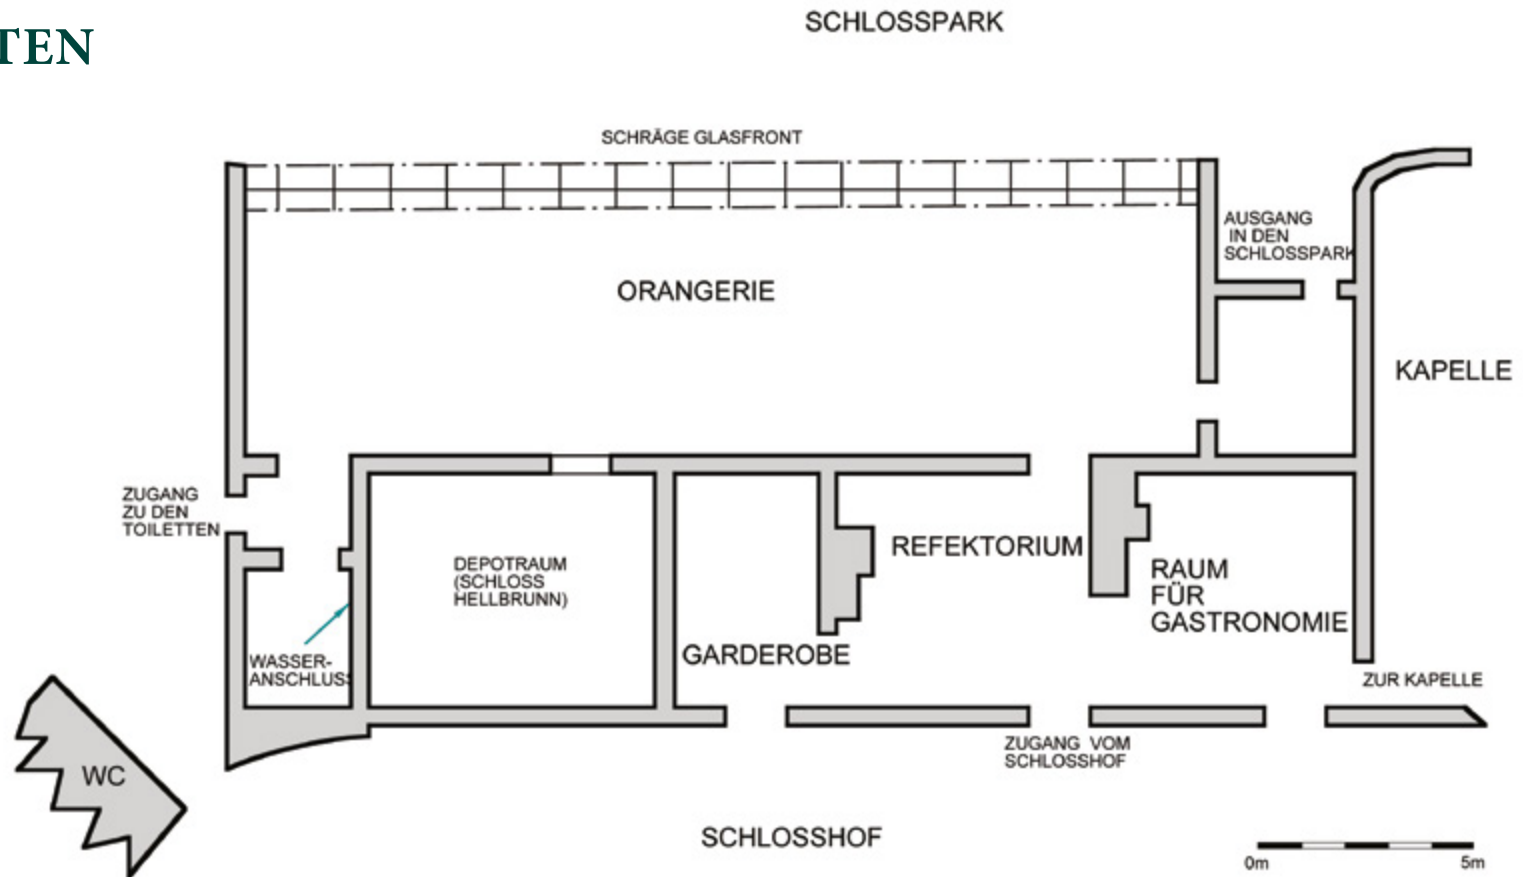 TEN
SCHLOSSPARK
SCHRÄGE GLASFRONT
AUSGANG
IN DEN
SCHLOSSPARK
ORANGERIE
KAPELLE
ZUGANG
ZU DEN
TOILETTEN
DEPOTRAUM
(SCHLOSS
HELLBRUNN)
REFEKTORIUM
RAUM
FÜR
GASTRONOMIE
GARDEROBE
WASSER-
ANSCHLUSS
ZUR KAPELLE
ZUGANG VOM
SCHLOSSHOF
WC
SCHLOSSHOF
0m 5m